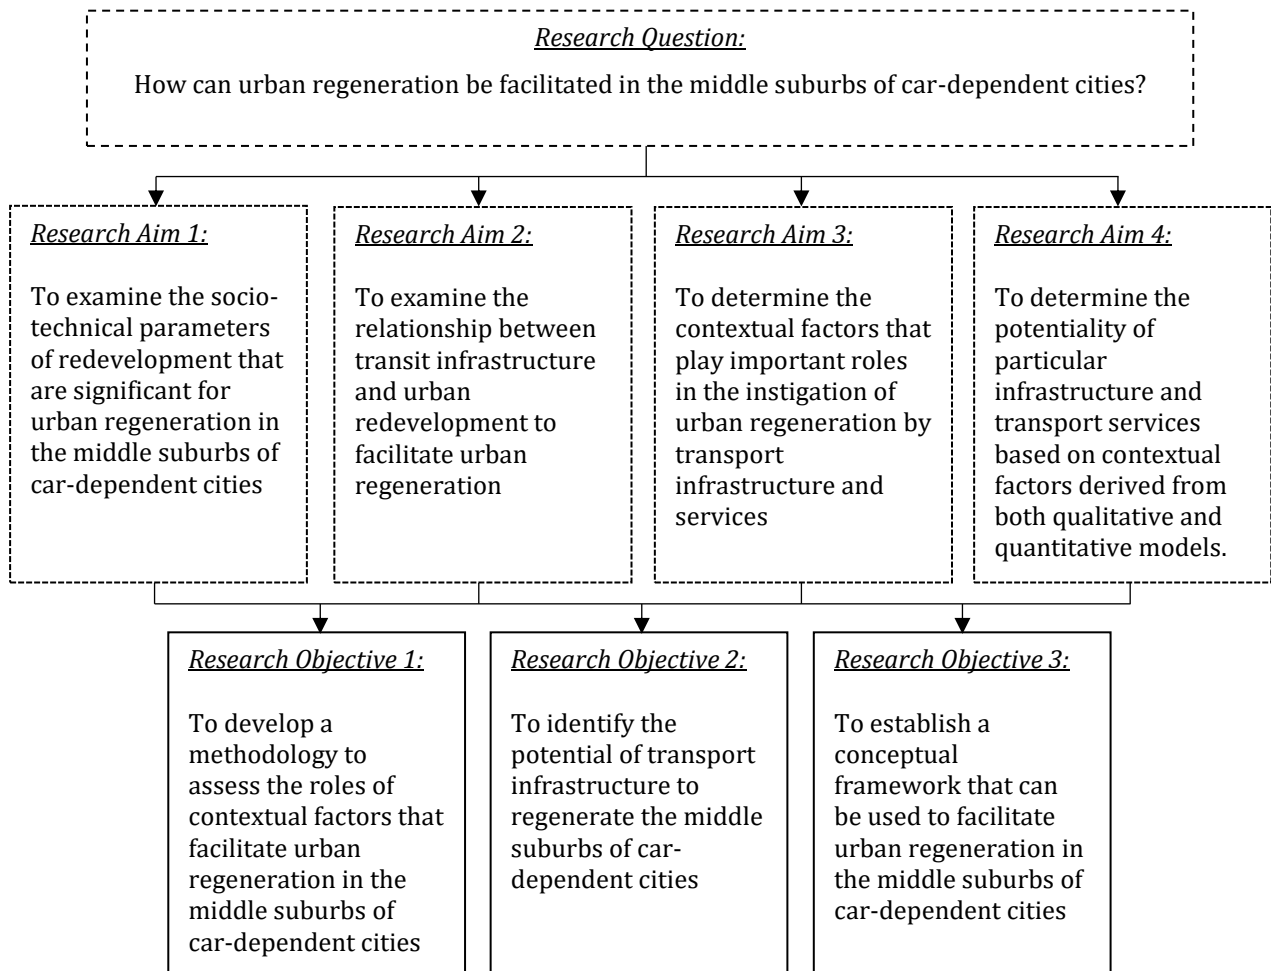 Research Question:
How can urban regeneration be facilitated in the middle suburbs of car-dependent cities?
Research Aim 1:
To examine the socio-
technical parameters
of redevelopment that
are significant for
urban regeneration in
the middle suburbs of
car-dependent cities
Research Aim 2:
To examine the
relationship between
transit infrastructure
and urban
redevelopment to
facilitate urban
regeneration
Research Aim 3:
To determine the
contextual factors that
play important roles
in the instigation of
urban regeneration by
transport
infrastructure and
services
Research Aim 4:
To determine the
potentiality of
particular
infrastructure and
transport services
based on contextual
factors derived from
both qualitative and
quantitative models.
Research Objective 1:
To develop a
methodology to
assess the roles of
contextual factors that
facilitate urban
regeneration in the
middle suburbs of
car-dependent cities
Research Objective 2:
To identify the
potential of transport
infrastructure to
regenerate the middle
suburbs of car-
dependent cities
Research Objective 3:
To establish a
conceptual
framework that can
be used to facilitate
urban regeneration in
the middle suburbs of
car-dependent cities